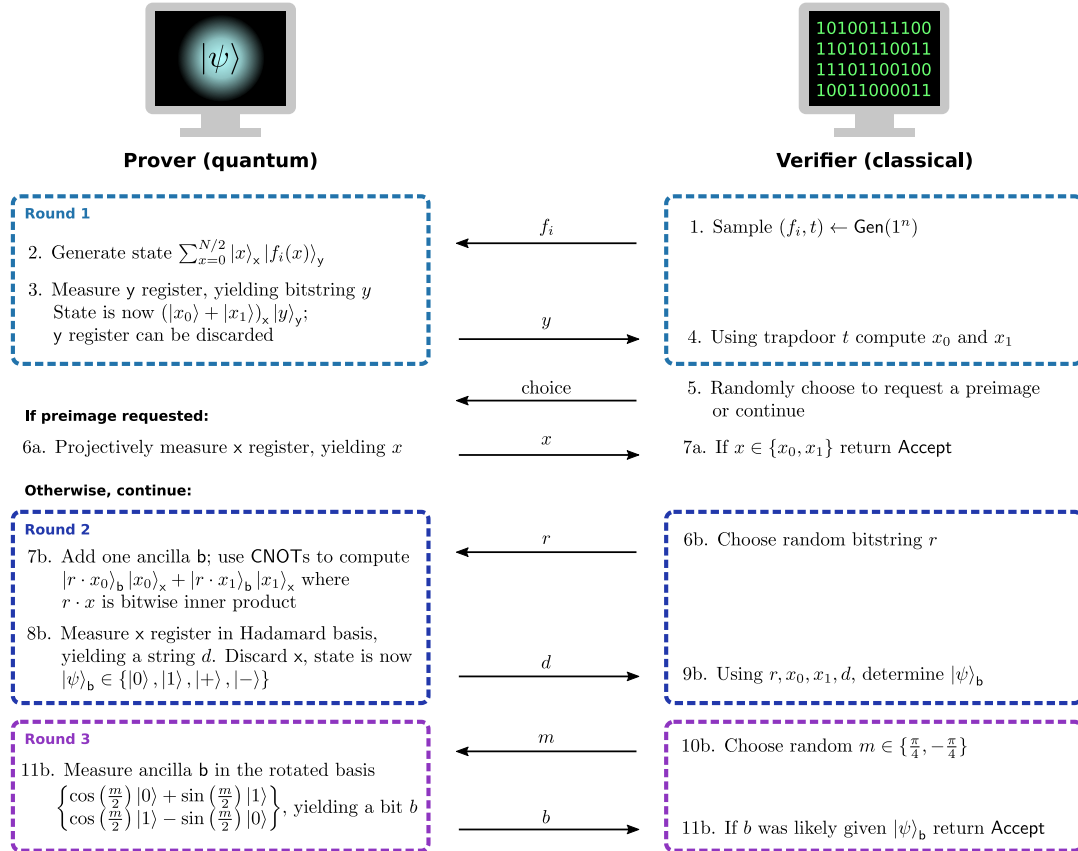 |ψ⟩
10100111100
11010110011
11101100100
10011000011
Prover (quantum)
Verifier (classical)
Round 1
f_i
1. Sample (f_i, t) ← Gen(1^n)
2. Generate state ∑_{x=0}^{N/2} |x⟩_x |f_i(x)⟩_y
3. Measure y register, yielding bitstring y
State is now (|x_0⟩ + |x_1⟩)_x |y⟩_y;
y register can be discarded
y
4. Using trapdoor t compute x_0 and x_1
choice
5. Randomly choose to request a preimage
or continue
If preimage requested:
6a. Projectively measure x register, yielding x
x
7a. If x ∈ {x_0, x_1} return Accept
Otherwise, continue:
Round 2
r
6b. Choose random bitstring r
7b. Add one ancilla b; use CNOTs to compute
|r · x_0⟩_b |x_0⟩_x + |r · x_1⟩_b |x_1⟩_x where
r · x is bitwise inner product
8b. Measure x register in Hadamard basis,
yielding a string d. Discard x, state is now
|ψ⟩_b ∈ {|0⟩, |1⟩, |+⟩, |−⟩}
d
9b. Using r, x_0, x_1, d, determine |ψ⟩_b
Round 3
m
10b. Choose random m ∈ {π/4, −π/4}
11b. Measure ancilla b in the rotated basis
{cos(m/2) |0⟩ + sin(m/2) |1⟩
cos(m/2) |1⟩ − sin(m/2) |0⟩}, yielding a bit b
b
11b. If b was likely given |ψ⟩_b return Accept